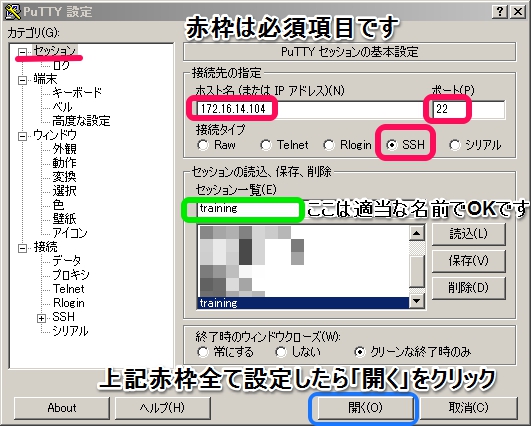 PuTTY 設定
カテゴリ(G):
赤枠は必須項目です
セッション
ログ
端末
キーボード
ベル
高度な設定
ウィンドウ
外観
動作
変換
選択
色
壁紙
アイコン
接続
データ
プロキシ
Telnet
Rlogin
SSH
シリアル
PuTTY セッションの基本設定
接続先の指定
ホスト名 (または IP アドレス)(N) ポート(P)
172.16.14.104 22
接続タイプ
Raw Telnet Rlogin SSH シリアル
セッションの読込、保存、削除
セッション一覧(E)
training
ここは適当な名前でOKです
読込(L)
保存(V)
削除(D)
training
終了時のウィンドウクローズ(W):
常にする しない クリーンな終了時のみ
上記赤枠全て設定したら「開く」をクリック
About ヘルプ(H) 開く(O) 取消(C)